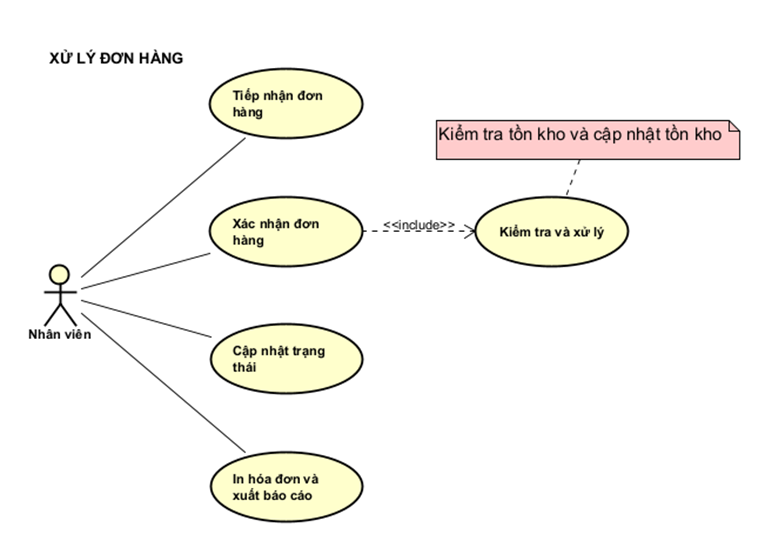 XỬ LÝ ĐƠN HÀNG
Tiếp nhận đơn
hàng
Kiểm tra tồn kho và cập nhật tồn kho
Xác nhận đơn
hàng
<<include>>
Kiểm tra và xử lý
Nhân viên
Cập nhật trạng
thái
In hóa đơn và
xuất báo cáo